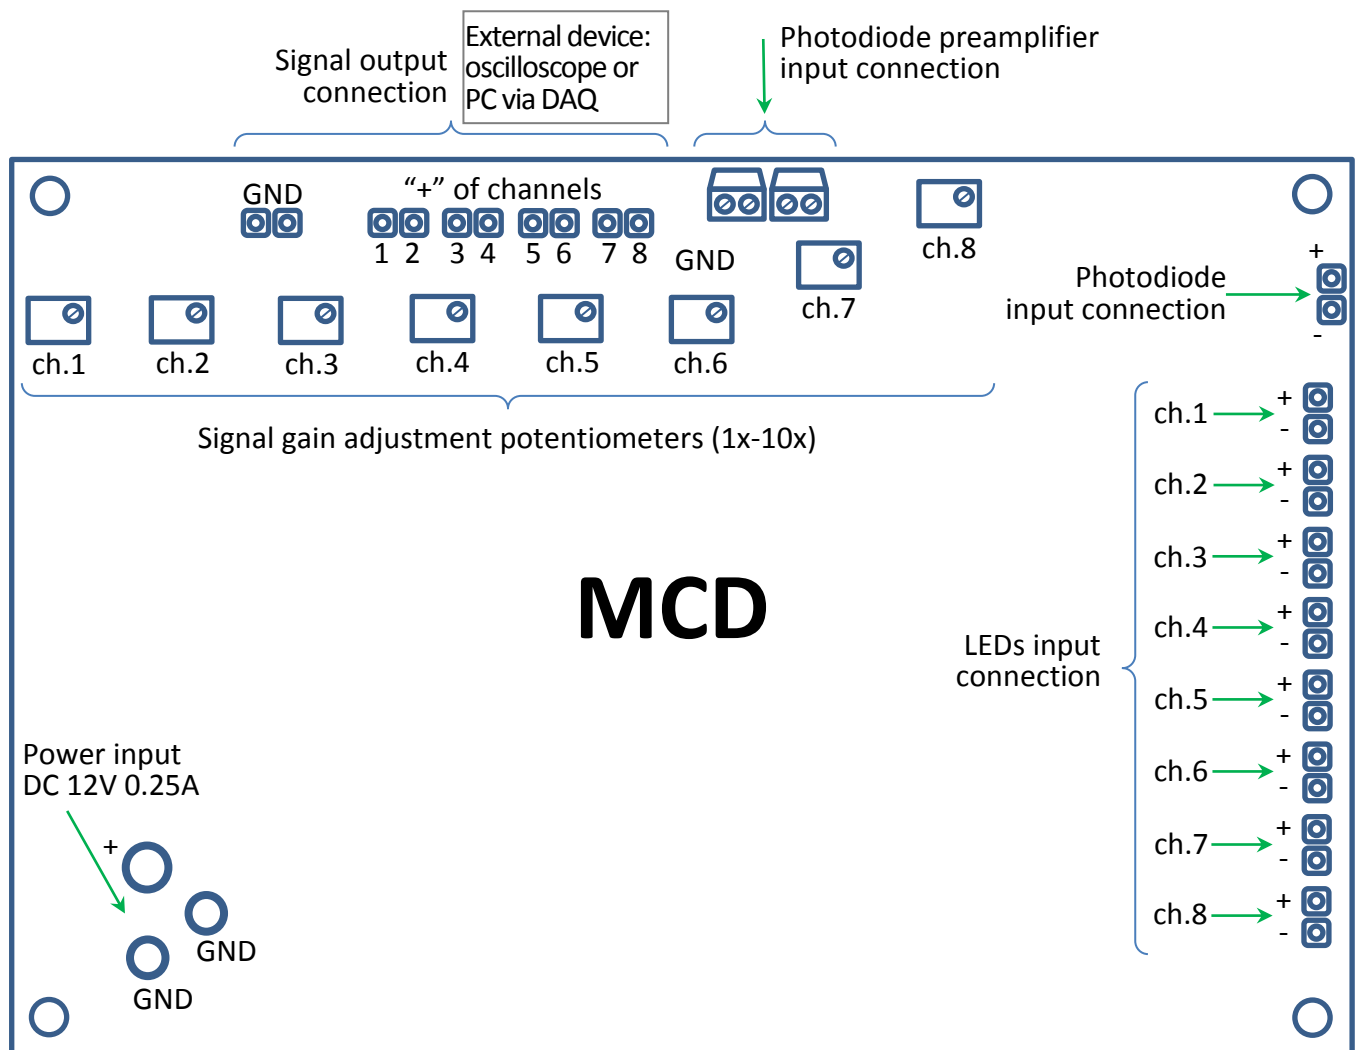 Signal output
connection
External device:
oscilloscope or
PC via DAQ
Photodiode preamplifier
input connection
GND
“+” of channels
1 2 3 4 5 6 7 8
GND
ch.8
ch.7
+
Photodiode
input connection
-
ch.1 ch.2 ch.3 ch.4 ch.5 ch.6
Signal gain adjustment potentiometers (1x-10x)
ch.1 + -
ch.2 + -
ch.3 + -
ch.4 + -
ch.5 + -
ch.6 + -
ch.7 + -
ch.8 + -
LEDs input
connection
MCD
Power input
DC 12V 0.25A
+
GND
GND